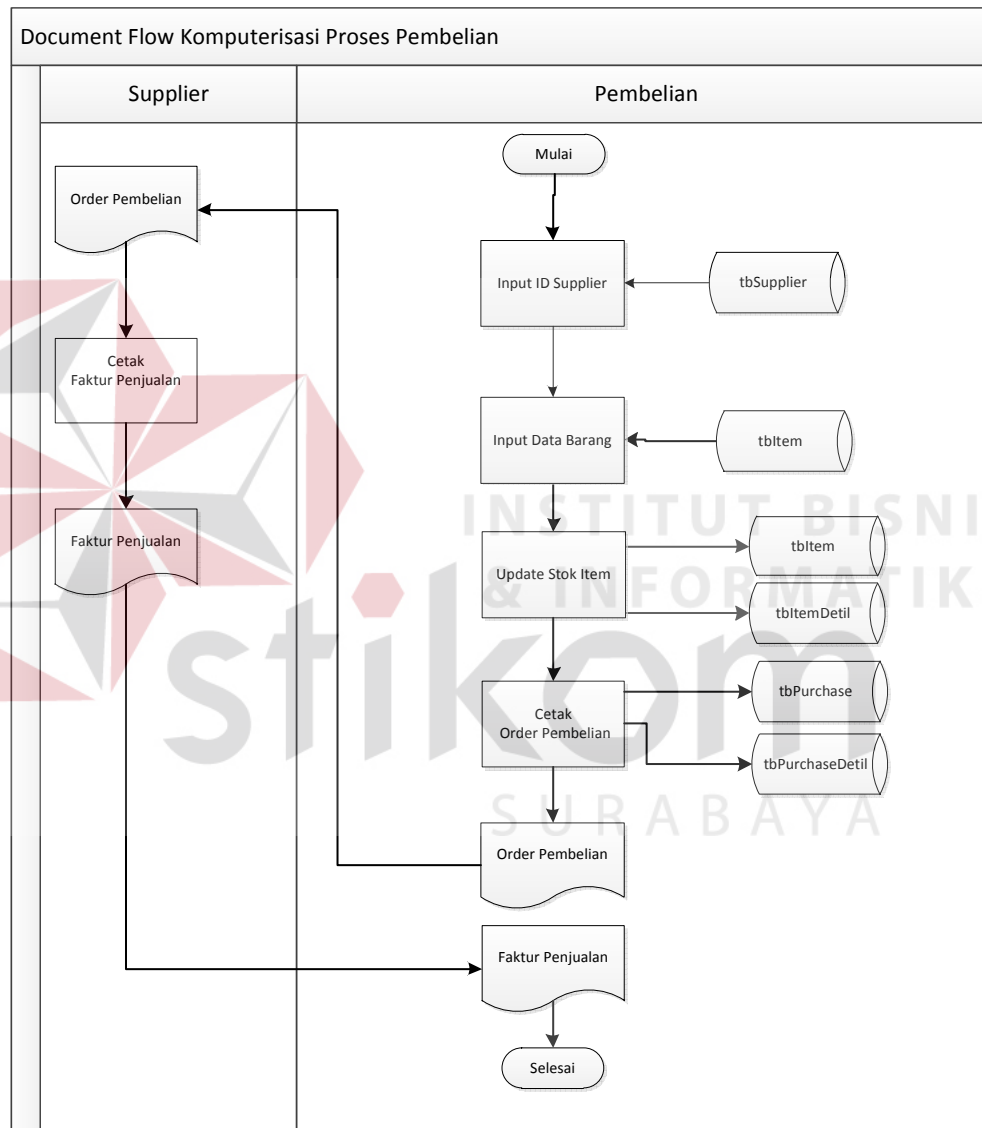 Document Flow Komputerisasi Proses Pembelian
Supplier
Pembelian
Mulai
Order Pembelian
Input ID Supplier
tbSupplier
Cetak
Faktur Penjualan
Input Data Barang
tbItem
Faktur Penjualan
Update Stok Item
tbItem
tbItemDetil
Cetak
Order Pembelian
tbPurchase
tbPurchaseDetil
Order Pembelian
Faktur Penjualan
Selesai
INSTITUT BISNI
& INFORMATIK
stikom
SURABAYA